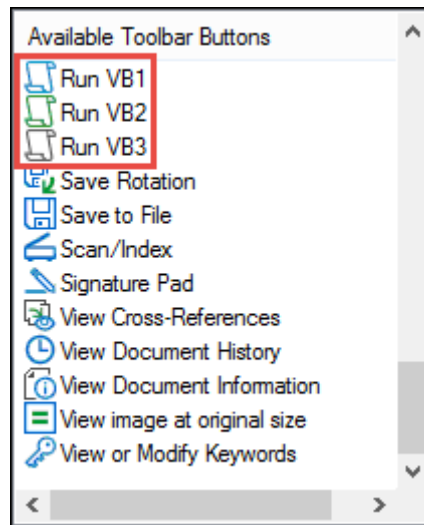 Available Toolbar Buttons
Run VB1
Run VB2
Run VB3
Save Rotation
Save to File
Scan/Index
Signature Pad
View Cross-References
View Document History
View Document Information
View image at original size
View or Modify Keywords